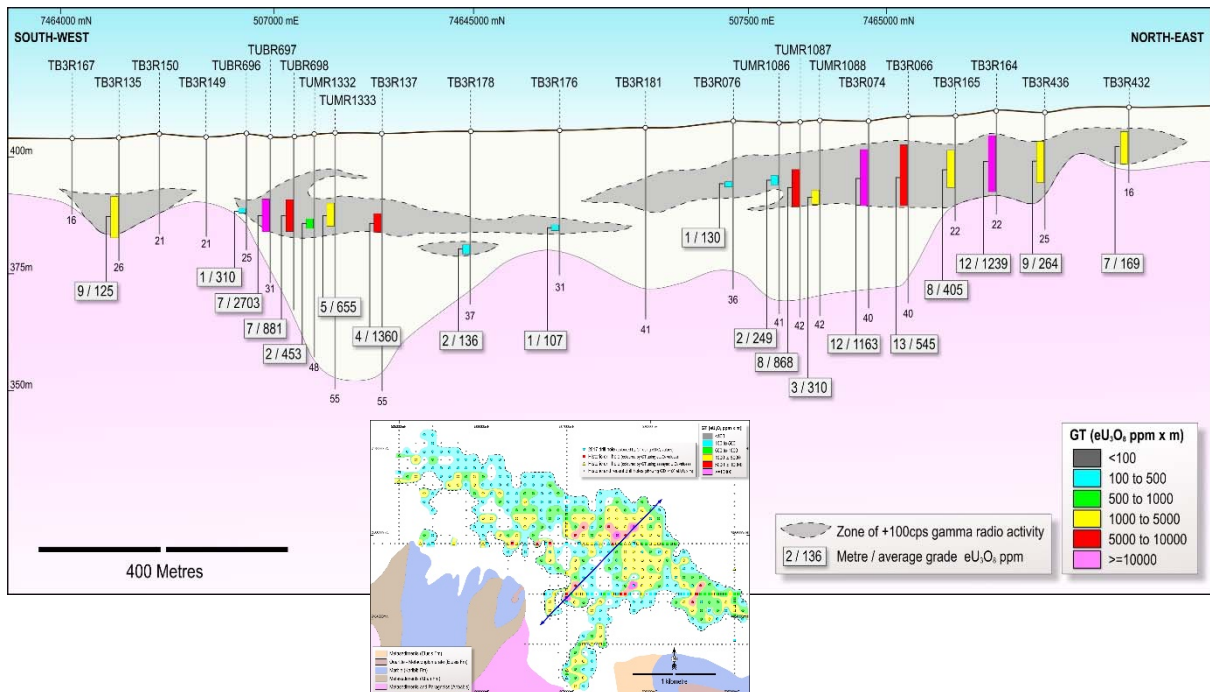 7464000 mN
507000 mE
7464500 mN
507500 mE
7465000 mN
SOUTH-WEST
NORTH-EAST
TUBR697
TUMR1087
TB3R167
TB3R150
TUBR696
TUBR698
TUMR1086
TUMR1088
TB3R164
TB3R135
TB3R149
TUMR1332
TB3R137
TB3R178
TB3R176
TB3R181
TB3R076
TB3R074
TB3R066
TB3R165
TB3R436
TB3R432
TUMR1333
400m
375m
350m
16
26
21
21
25
31
48
55
55
37
31
41
36
41
42
42
40
40
22
22
25
16
9 / 125
1 / 310
7 / 2703
7 / 881
2 / 453
5 / 655
4 / 1360
2 / 136
1 / 107
1 / 130
2 / 249
8 / 868
3 / 310
12 / 1163
13 / 545
8 / 405
12 / 1239
9 / 264
7 / 169
400 Metres
Zone of +100cps gamma radio activity
2 / 136 Metre / average grade eU₃O₈ ppm
GT (eU₃O₈ ppm x m)
<100
100 to 500
500 to 1000
1000 to 5000
5000 to 10000
>=10000
GT (eU₃O₈ ppm x m)
1 kilometre